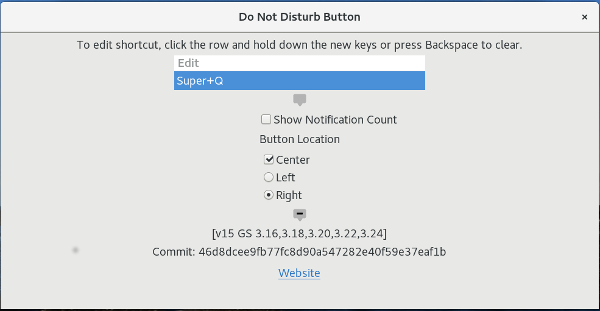 Do Not Disturb Button
To edit shortcut, click the row and hold down the new keys or press Backspace to clear.
Edit
Super+Q
Show Notification Count
Button Location
Center
Left
Right
[v15 GS 3.16,3.18,3.20,3.22,3.24]
Commit: 46d8dcee9fb77fc8d90a547282e40f59e37eaf1b
Website